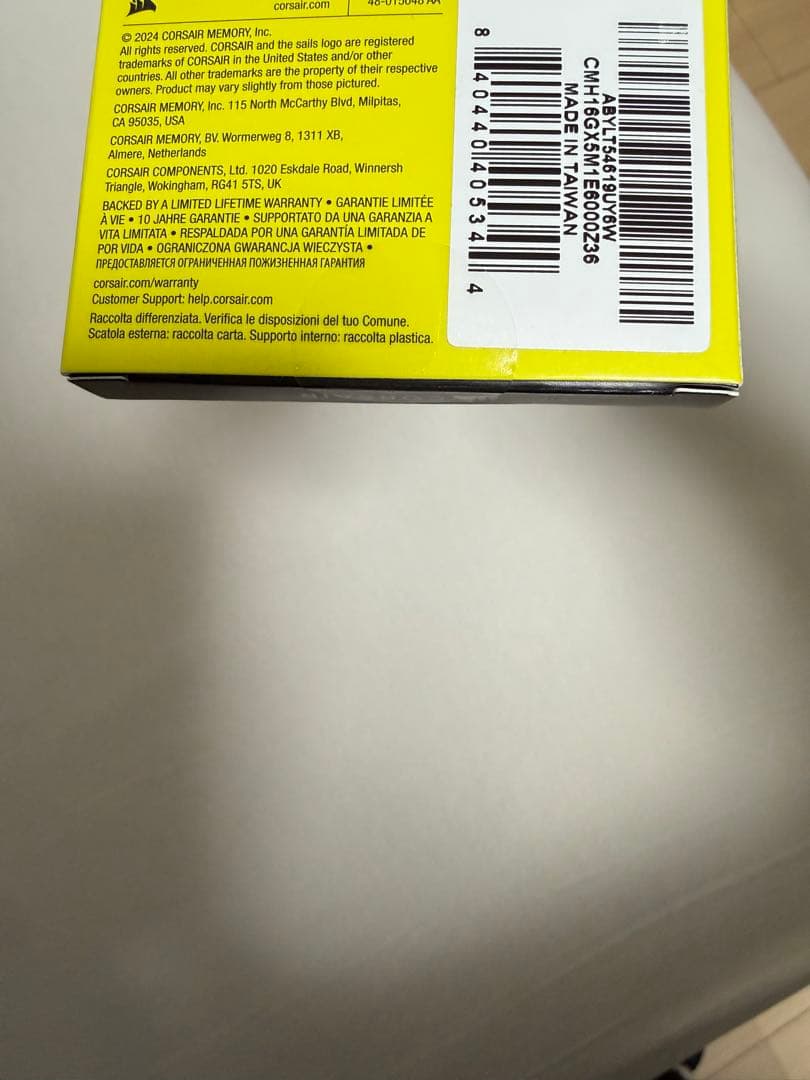 corsair.com
48-015048 AA
© 2024 CORSAIR MEMORY, Inc.
All rights reserved. CORSAIR and the sails logo are registered
trademarks of CORSAIR in the United States and/or other
countries. All other trademarks are the property of their respective
owners. Product may vary slightly from those pictured.
CORSAIR MEMORY, Inc. 115 North McCarthy Blvd, Milpitas,
CA 95035, USA
CORSAIR MEMORY, BV. Wormerweg 8, 1311 XB,
Almere, Netherlands
CORSAIR COMPONENTS, Ltd. 1020 Eskdale Road, Winnersh
Triangle, Wokingham, RG41 5TS, UK
BACKED BY A LIMITED LIFETIME WARRANTY • GARANTIE LIMITÉE
À VIE • 10 JAHRE GARANTIE • SUPPORTATO DA UNA GARANZIA A
VITA LIMITATA • RESPALDADA POR UNA GARANTÍA LIMITADA DE
POR VIDA • OGRANICZONA GWARANCJA WIECZYSTA •
ПРЕДОСТАВЛЯЕТСЯ ОГРАНИЧЕННАЯ ПОЖИЗНЕННАЯ ГАРАНТИЯ
corsair.com/warranty
Customer Support: help.corsair.com
Raccolta differenziata. Verifica le disposizioni del tuo Comune.
Scatola esterna: raccolta carta. Supporto interno: raccolta plastica.
ABYLT54619UY6W
CMH16GX5M1E6000Z36
MADE IN TAIWAN
8 40440 40534 4
CORSAIR